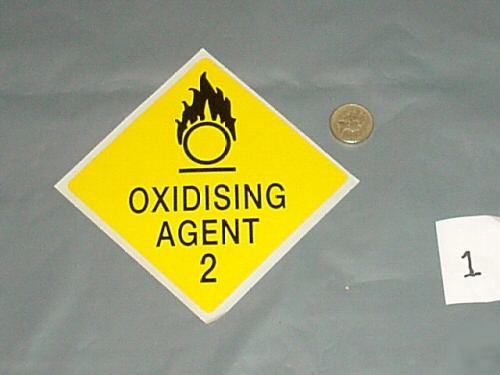 OXIDISING
AGENT
2
1